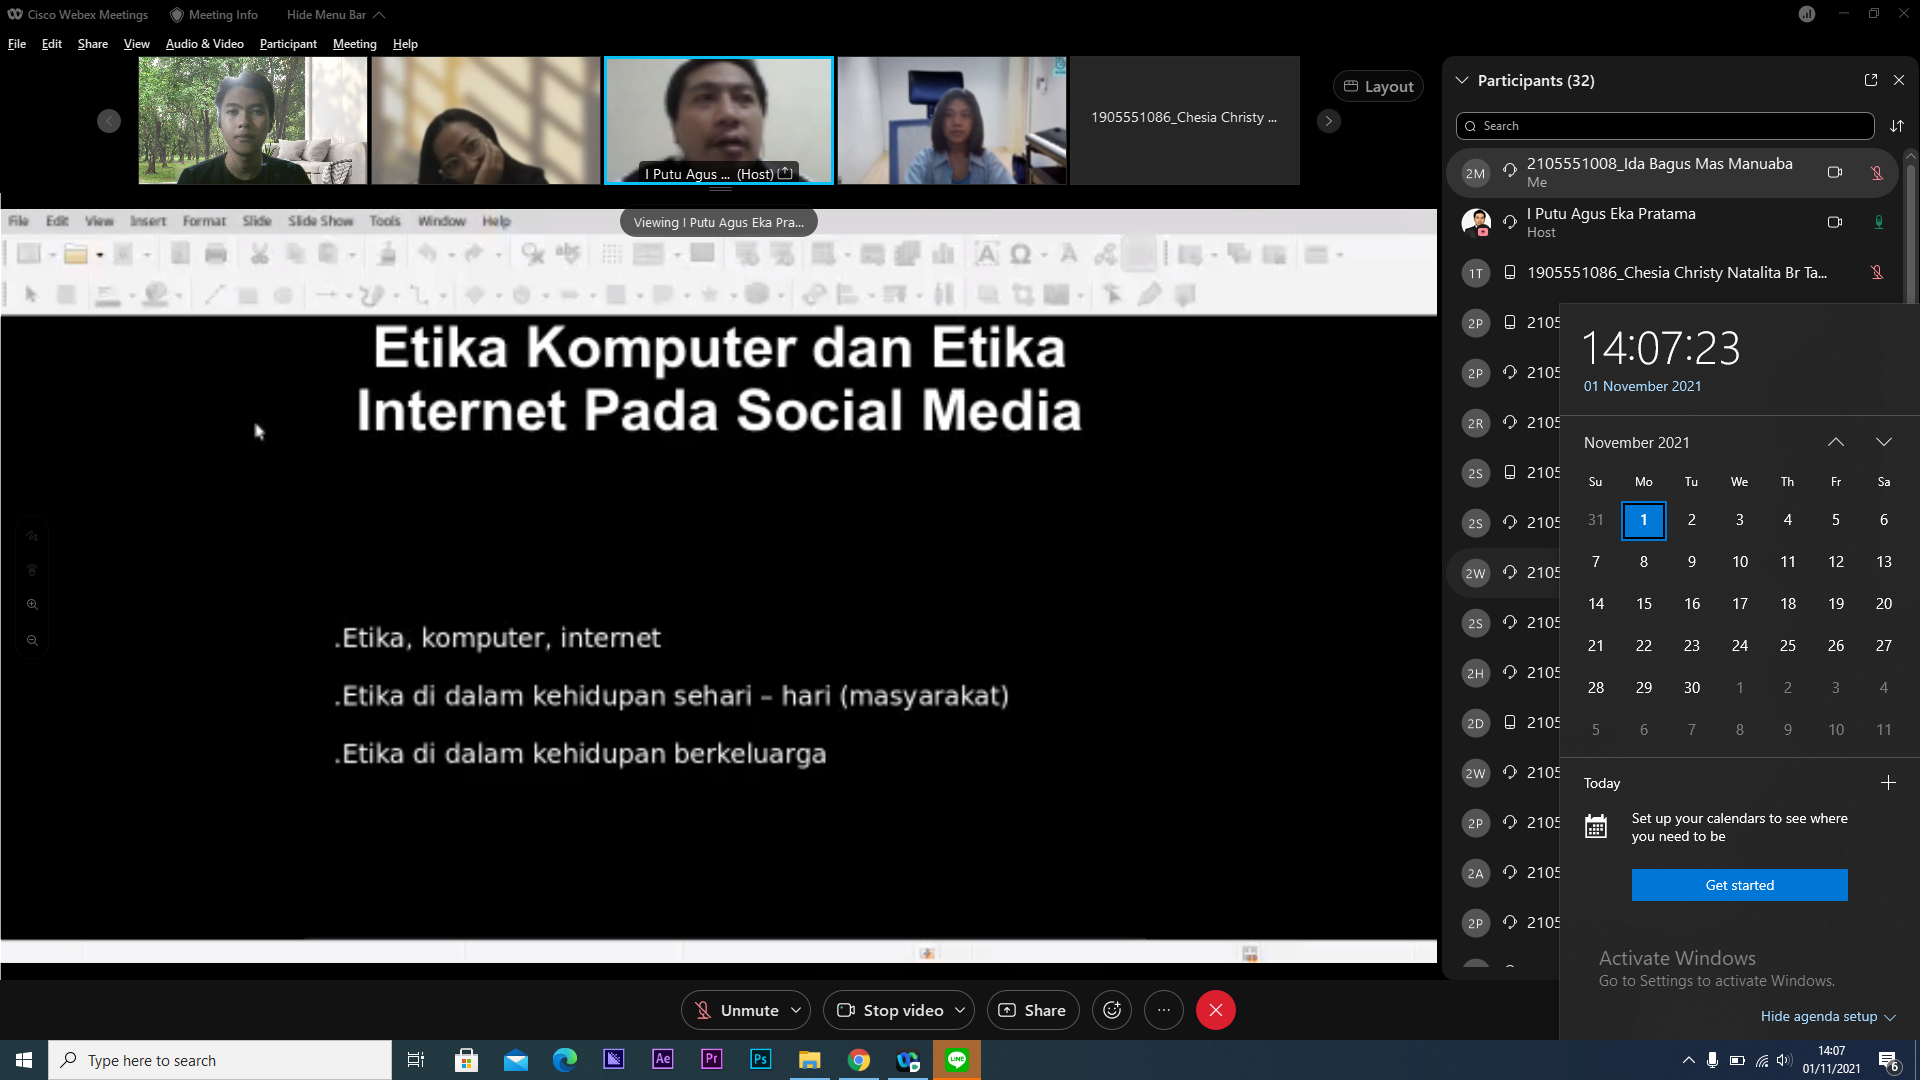 Cisco Webex Meetings
Meeting Info
Hide Menu Bar
File Edit Share View Audio & Video Participant Meeting Help
I Putu Agus ... (Host)
1905551086_Chesia Christy ...
Layout
File Edit View Insert Format Slide Slide Show Tools Window Help
Viewing I Putu Agus Eka Pra...
Etika Komputer dan Etika
Internet Pada Social Media
.Etika, komputer, internet
.Etika di dalam kehidupan sehari – hari (masyarakat)
.Etika di dalam kehidupan berkeluarga
Participants (32)
Search
2M 2105551008_Ida Bagus Mas Manuaba
Me
I Putu Agus Eka Pratama
Host
1T 1905551086_Chesia Christy Natalita Br Ta...
2P 2105
2P 2105
2R 2105
2S 2105
2S 2105
2W 2105
2S 2105
2H 2105
2D 2105
2W 2105
2P 2105
2A 2105
2P 2105
14:07:23
01 November 2021
November 2021
Su Mo Tu We Th Fr Sa
31 1 2 3 4 5 6
7 8 9 10 11 12 13
14 15 16 17 18 19 20
21 22 23 24 25 26 27
28 29 30 1 2 3 4
5 6 7 8 9 10 11
Today
Set up your calendars to see where
you need to be
Get started
Activate Windows
Go to Settings to activate Windows.
Hide agenda setup
Unmute
Stop video
Share
Type here to search
Ae
Pr
Ps
LINE
14:07
01/11/2021
6